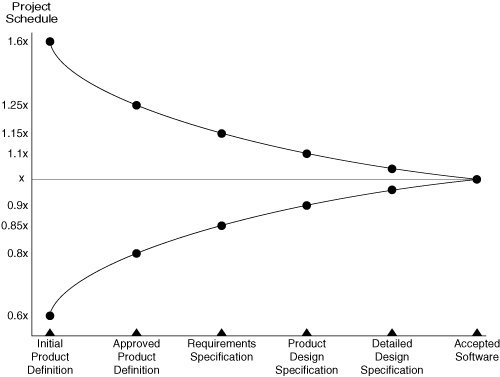 Project
Schedule
1.6x
1.25x
1.15x
1.1x
x
0.9x
0.85x
0.8x
0.6x
Initial
Product
Definition
Approved
Product
Definition
Requirements
Specification
Product
Design
Specification
Detailed
Design
Specification
Accepted
Software